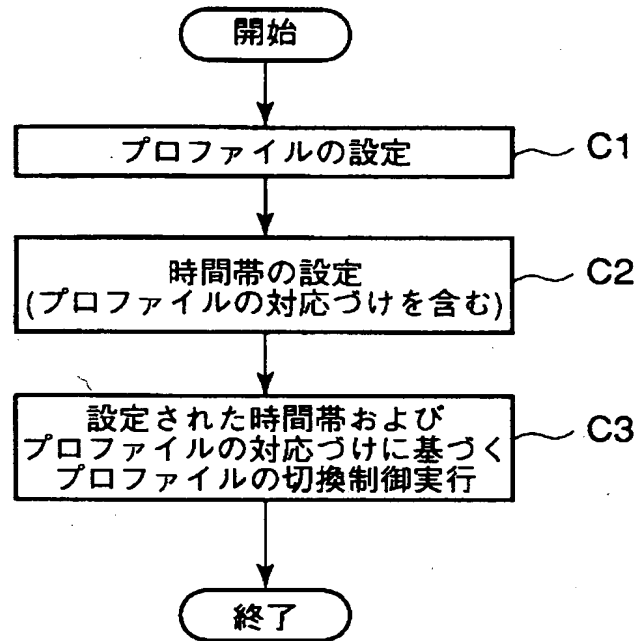 開始
プロファイルの設定
C1
時間帯の設定
(プロファイルの対応づけを含む)
C2
設定された時間帯および
プロファイルの対応づけに基づく
プロファイルの切換制御実行
C3
終了